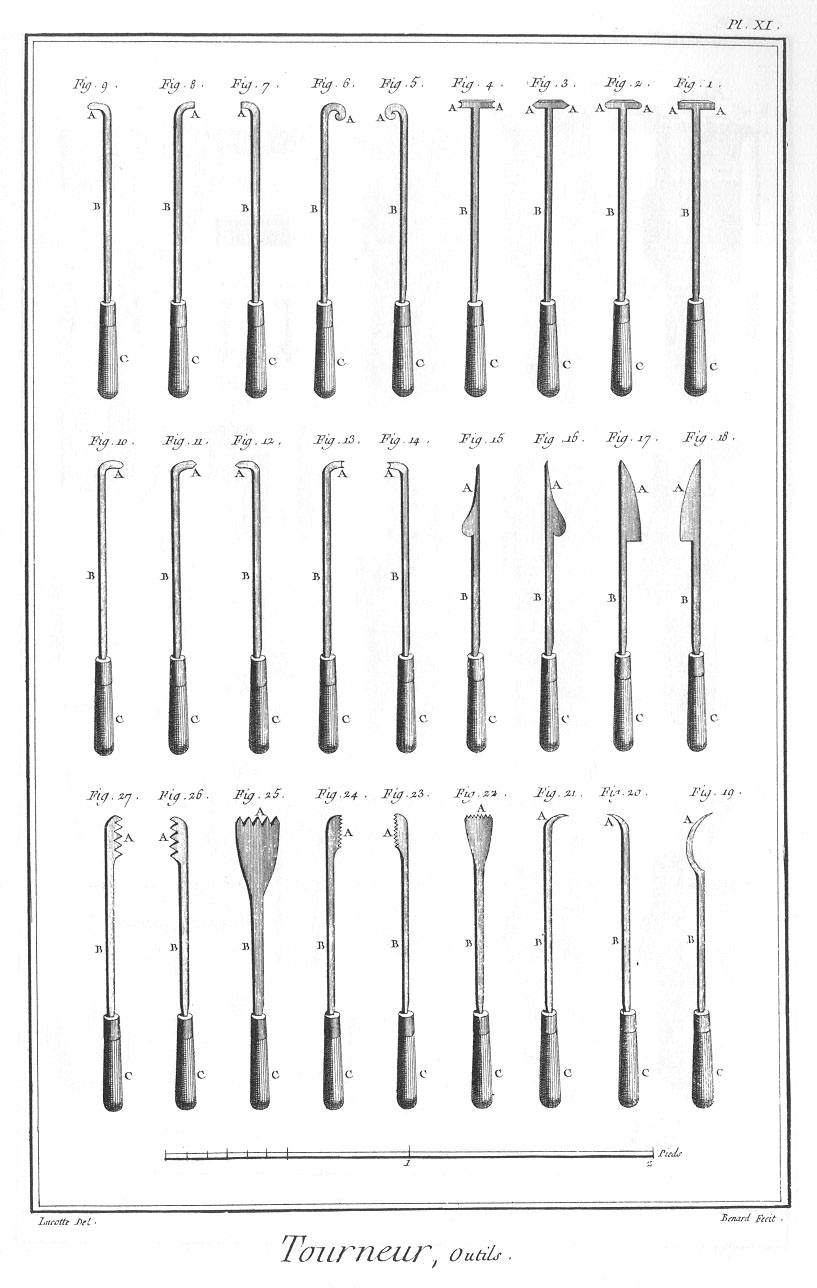 Pl. XI.
Fig. 9. Fig. 8. Fig. 7. Fig. 6. Fig. 5. Fig. 4. Fig. 3. Fig. 2. Fig. 1.
A A A A A A A A A A A A A
B B B B B B B B B
C C C C C C C C C
Fig. 10. Fig. 11. Fig. 12. Fig. 13. Fig. 14. Fig. 15 Fig. 16. Fig. 17. Fig. 18.
A A A A A A A A A
B B B B B B B B B
C C C C C C C C C
Fig. 27. Fig. 26. Fig. 25. Fig. 24. Fig. 23. Fig. 22. Fig. 21. Fig. 20. Fig. 19.
A A A A A A A A A
B B B B B B B B B
C C C C C C C C C
Pieds
1 2
Lucotte Del. Benard Fecit.
Tourneur, Outils.